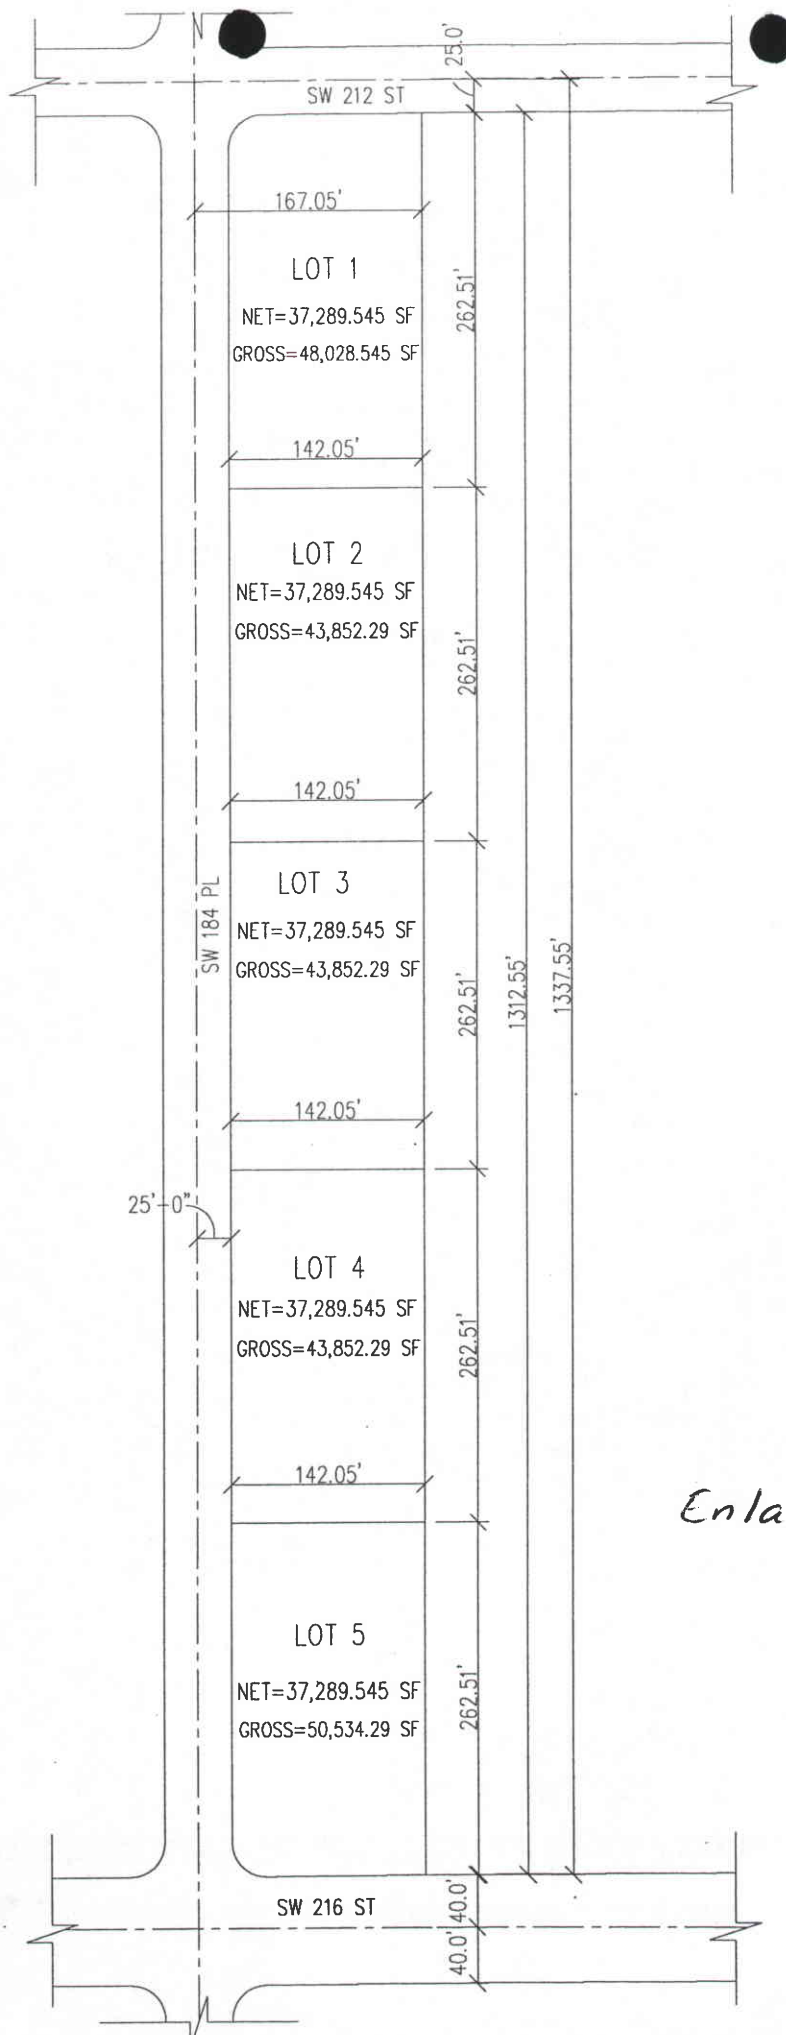 25.0'
SW 212 ST
167.05'
LOT 1
NET=37,289.545 SF
GROSS=48,028.545 SF
262.51'
142.05'
LOT 2
NET=37,289.545 SF
GROSS=43,852.29 SF
262.51'
142.05'
SW 184 PL
LOT 3
NET=37,289.545 SF
GROSS=43,852.29 SF
262.51'
1312.55'
1337.55'
142.05'
25'-0"
LOT 4
NET=37,289.545 SF
GROSS=43,852.29 SF
262.51'
142.05'
Enla
LOT 5
NET=37,289.545 SF
GROSS=50,534.29 SF
262.51'
SW 216 ST
40.0'
40.0'